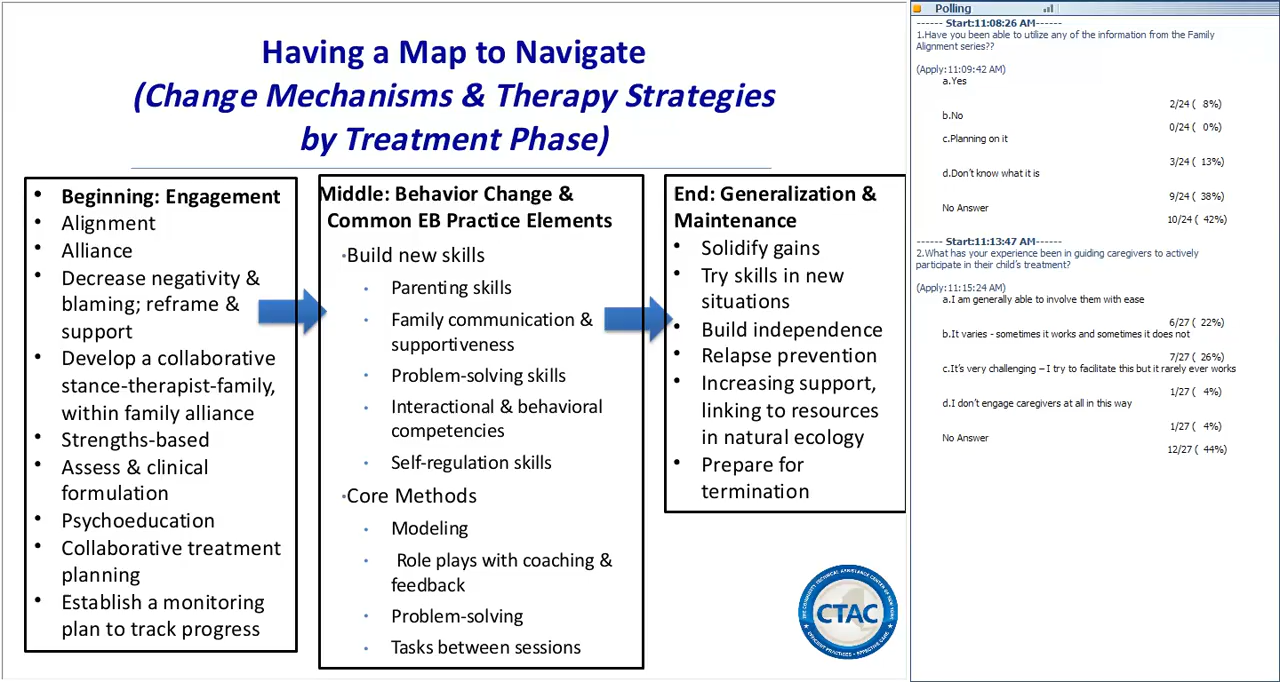 Having a Map to Navigate
(Change Mechanisms & Therapy Strategies
by Treatment Phase)
• Beginning: Engagement
• Alignment
• Alliance
• Decrease negativity &
blaming; reframe &
support
• Develop a collaborative
stance-therapist-family,
within family alliance
• Strengths-based
• Assess & clinical
formulation
• Psychoeducation
• Collaborative treatment
planning
• Establish a monitoring
plan to track progress
Middle: Behavior Change &
Common EB Practice Elements
•Build new skills
• Parenting skills
• Family communication &
supportiveness
• Problem-solving skills
• Interactional & behavioral
competencies
• Self-regulation skills
•Core Methods
• Modeling
• Role plays with coaching &
feedback
• Problem-solving
• Tasks between sessions
End: Generalization &
Maintenance
• Solidify gains
• Try skills in new
situations
• Build independence
• Relapse prevention
• Increasing support,
linking to resources
in natural ecology
• Prepare for
termination
THE COMMUNITY TECHNICAL ASSISTANCE CENTER OF NEW YORK
CTAC
EFFICIENT PRACTICES • EFFECTIVE CARE
Polling
------ Start:11:08:26 AM------
1.Have you been able to utilize any of the information from the Family
Alignment series??
(Apply:11:09:42 AM)
a.Yes
2/24 ( 8%)
b.No
0/24 ( 0%)
c.Planning on it
3/24 ( 13%)
d.Don't know what it is
9/24 ( 38%)
No Answer
10/24 ( 42%)
------ Start:11:13:47 AM------
2.What has your experience been in guiding caregivers to actively
participate in their child's treatment?
(Apply:11:15:24 AM)
a.I am generally able to involve them with ease
6/27 ( 22%)
b.It varies - sometimes it works and sometimes it does not
7/27 ( 26%)
c.It's very challenging – I try to facilitate this but it rarely ever works
1/27 ( 4%)
d.I don't engage caregivers at all in this way
1/27 ( 4%)
No Answer
12/27 ( 44%)